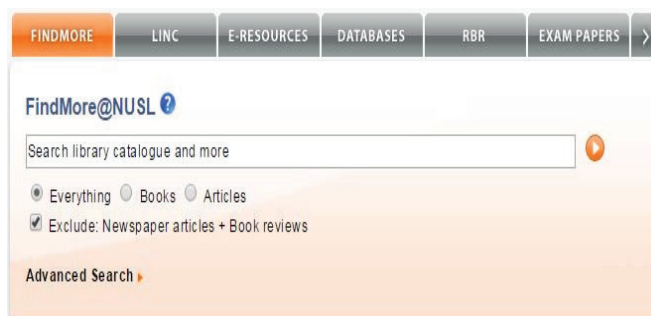 FINDMORE LINC E-RESOURCES DATABASES RBR EXAM PAPERS
FindMore@NUSL ?
Search library catalogue and more
Everything Books Articles
Exclude: Newspaper articles + Book reviews
Advanced Search